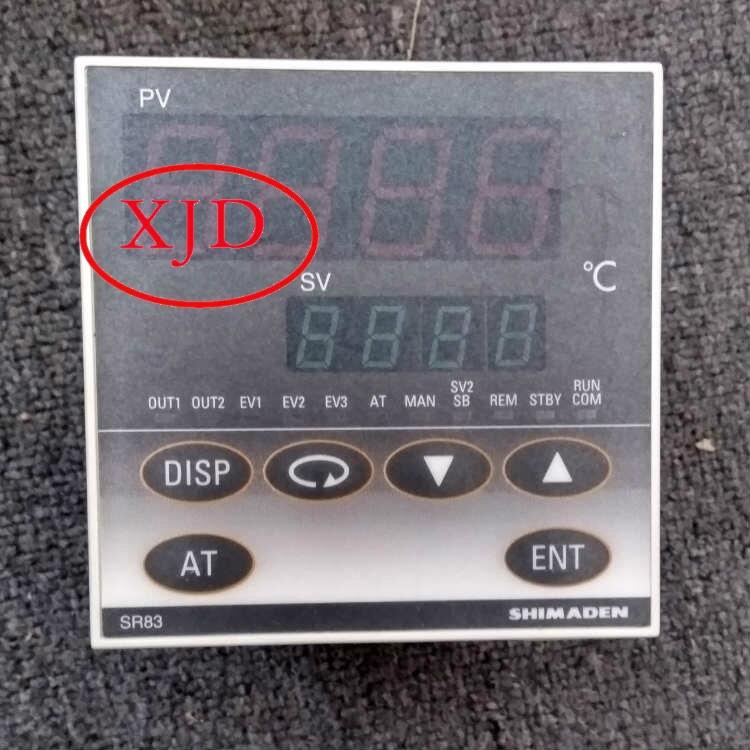 PV
XJD
SV
℃
OUT1 OUT2 EV1 EV2 EV3 AT MAN SV2 SB REM STBY RUN COM
DISP
AT
ENT
SR83
SHIMADEN